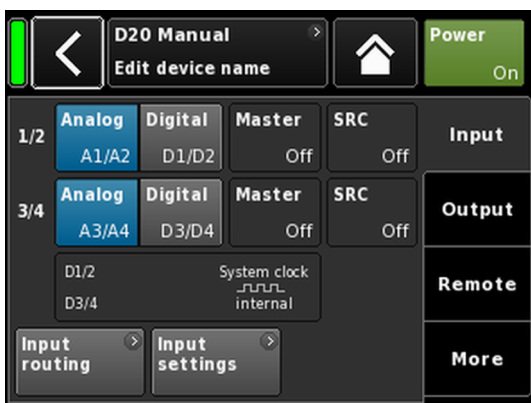 D20 Manual
Edit device name
Power
On
1/2
Analog
A1/A2
Digital
D1/D2
Master
Off
SRC
Off
Input
3/4
Analog
A3/A4
Digital
D3/D4
Master
Off
SRC
Off
Output
D1/2
D3/4
System clock
internal
Remote
Input
routing
Input
settings
More